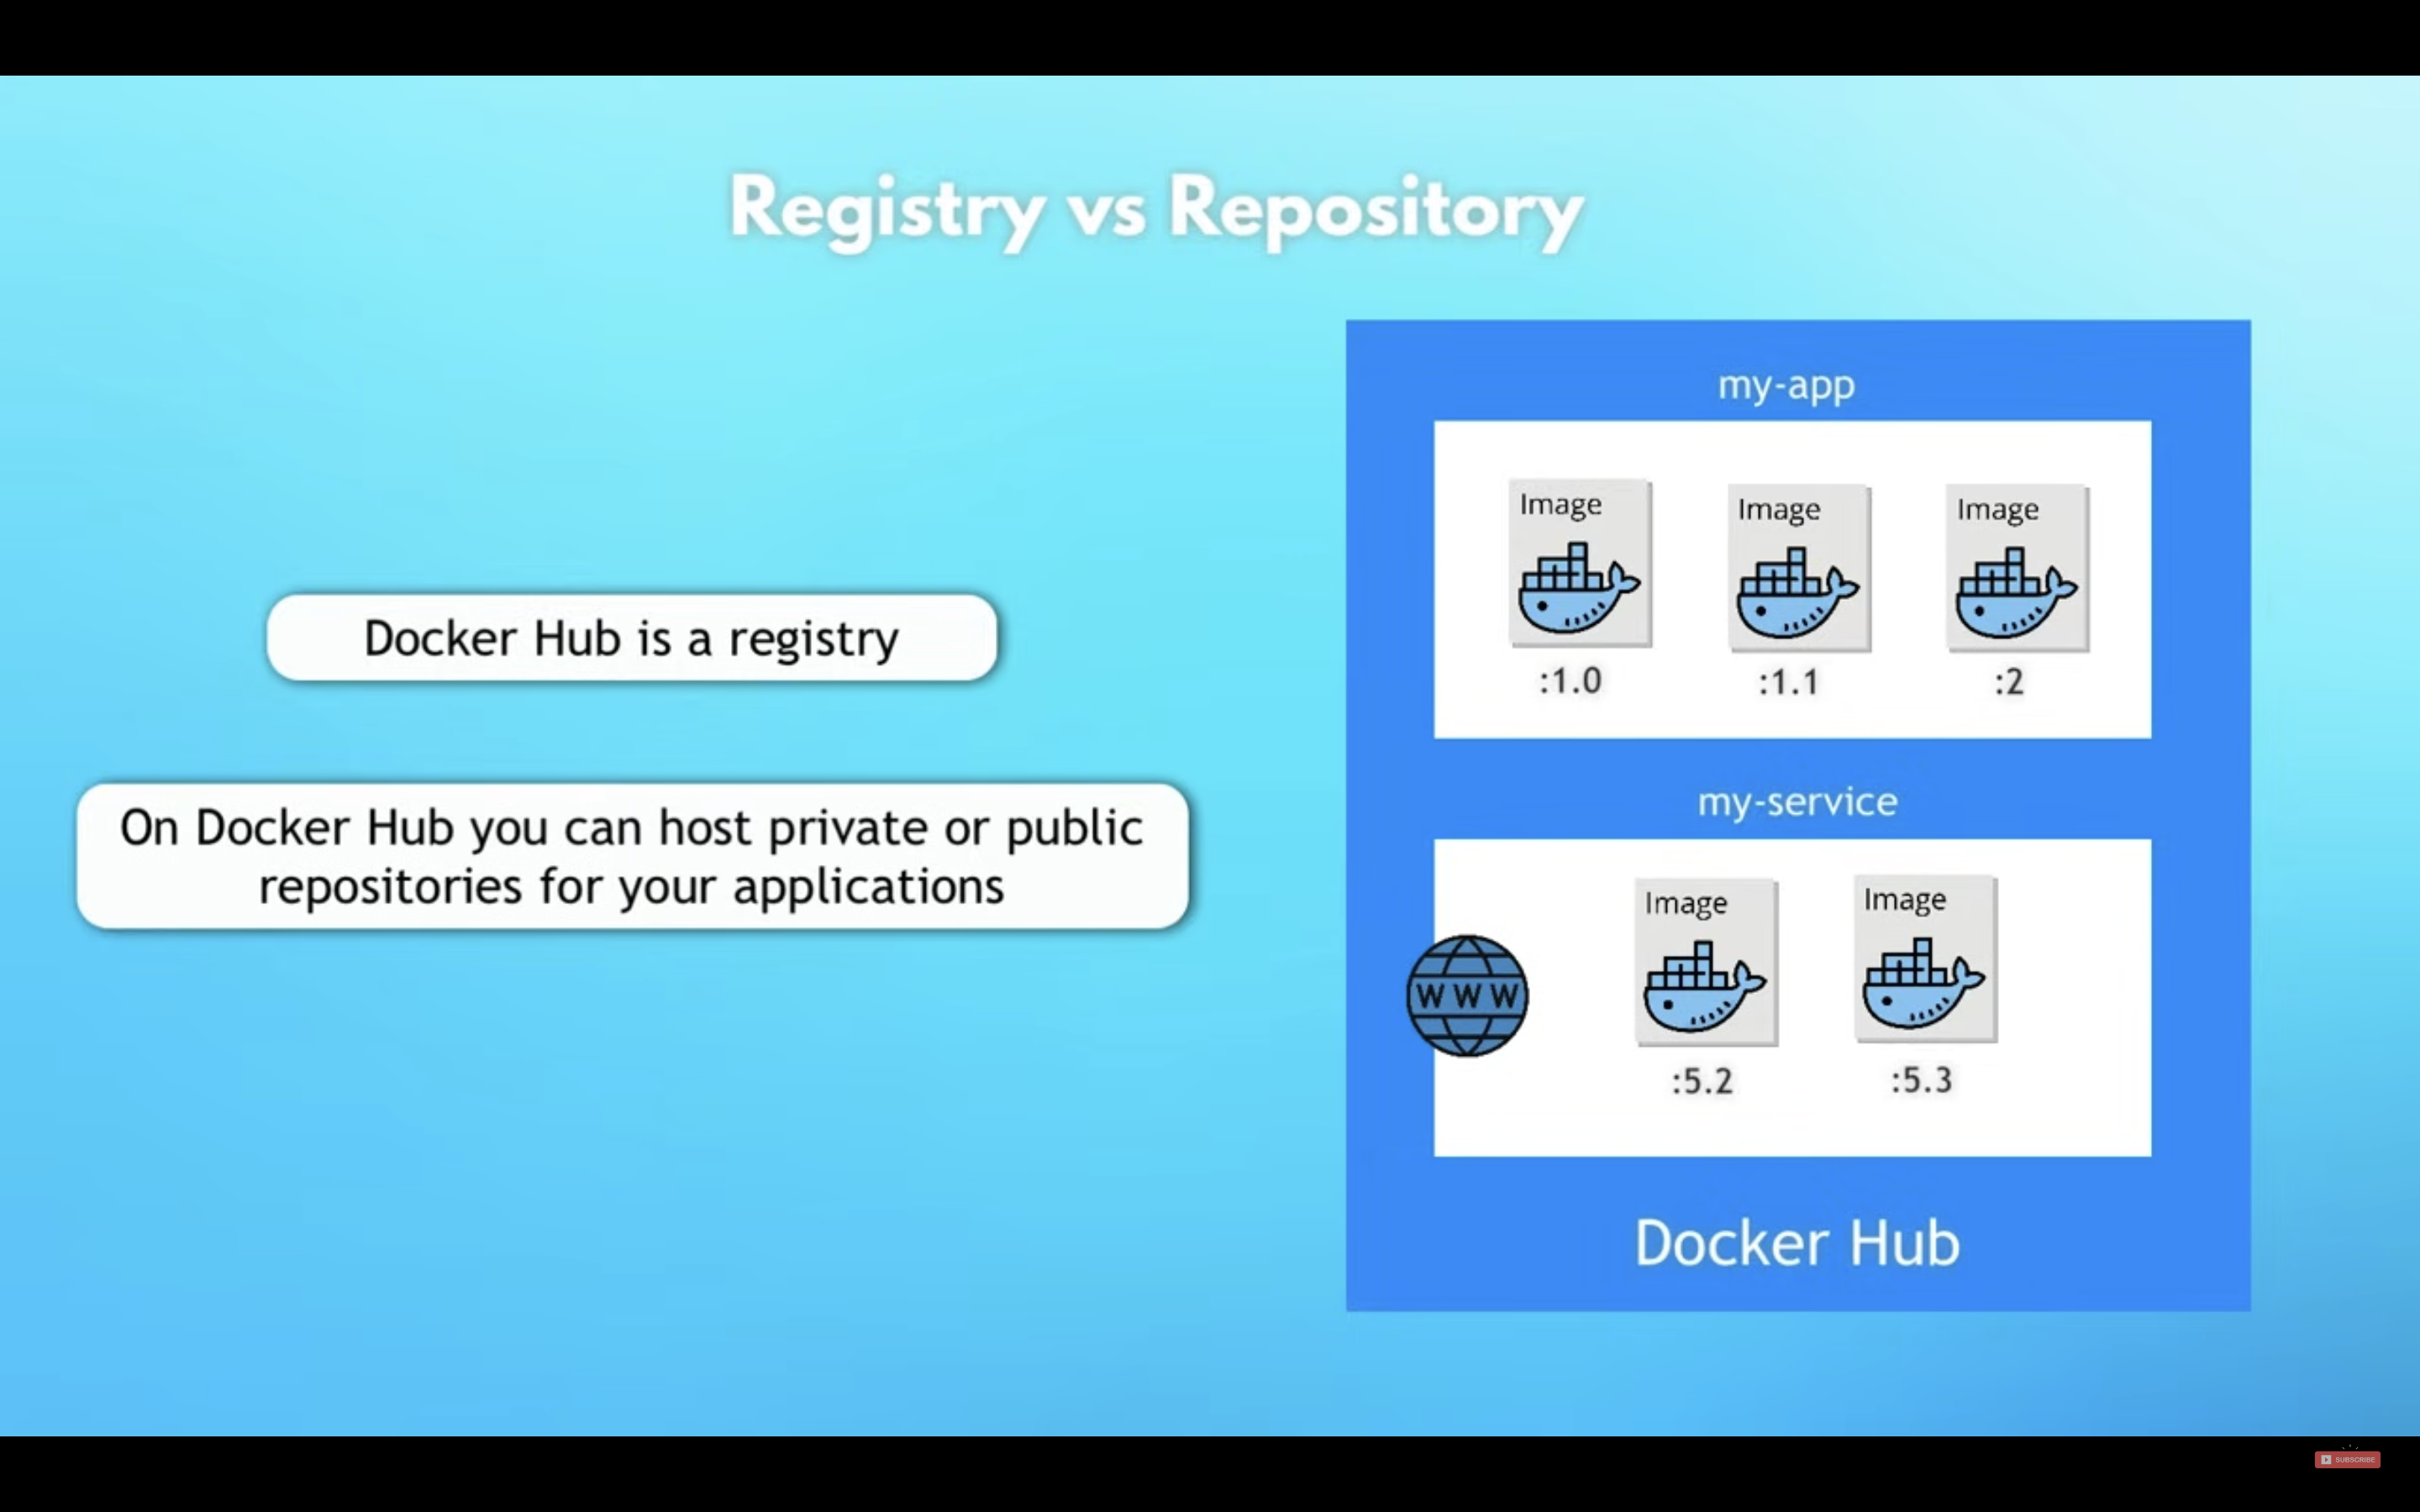 Registry vs Repository
Docker Hub is a registry
On Docker Hub you can host private or public
repositories for your applications
my-app
Image
Image
Image
:1.0
:1.1
:2
my-service
Image
Image
WWW
:5.2
:5.3
Docker Hub
SUBSCRIBE